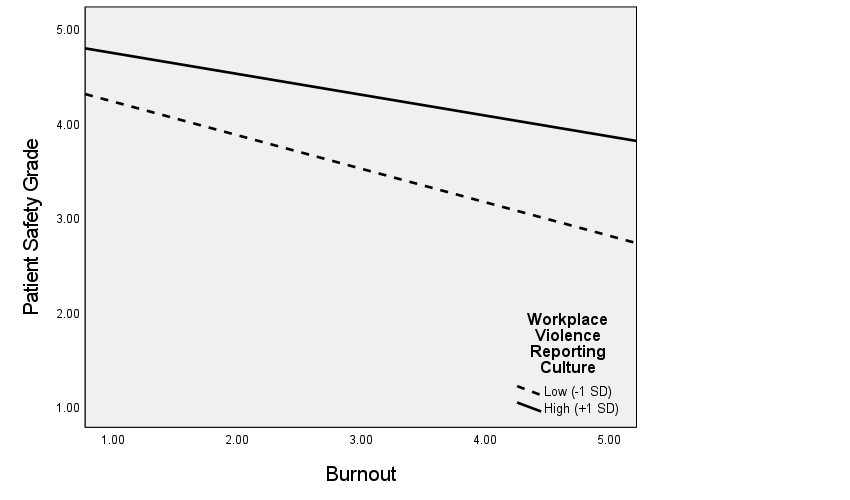 Patient Safety Grade
5.00
4.00
3.00
2.00
1.00
Workplace
Violence
Reporting
Culture
Low (-1 SD)
High (+1 SD)
1.00 2.00 3.00 4.00 5.00
Burnout